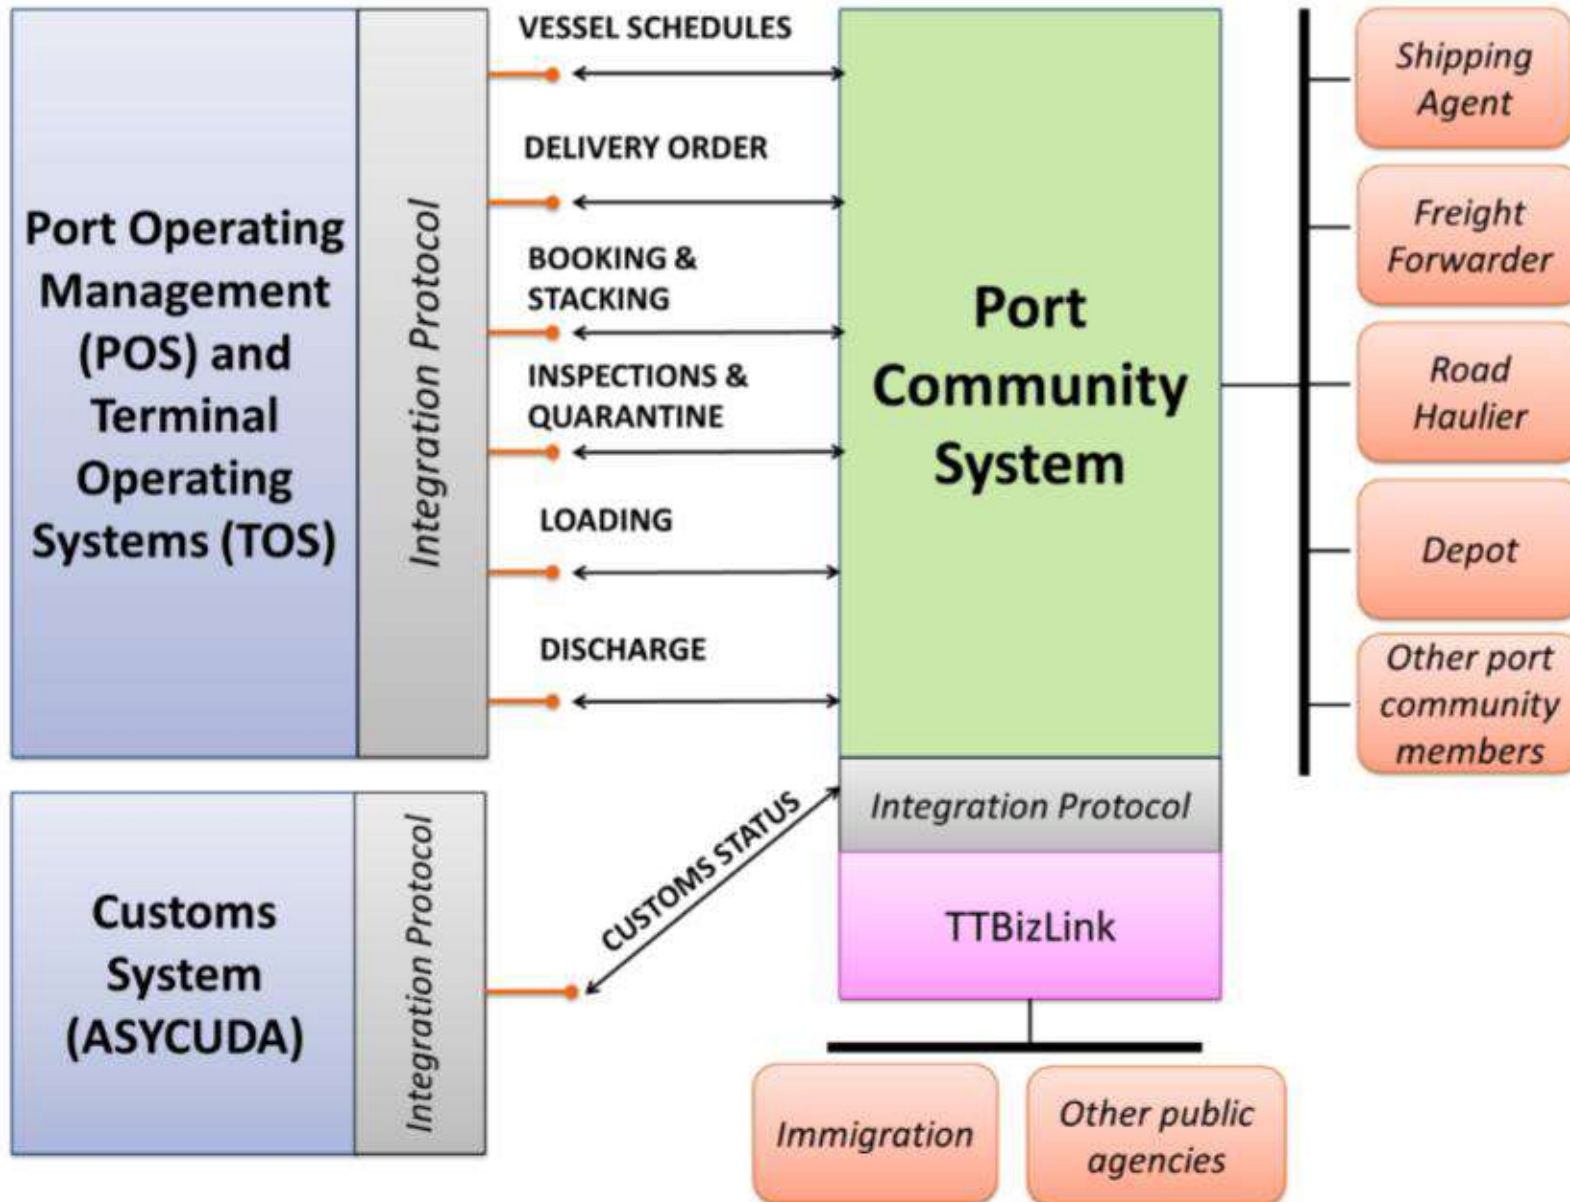 Port Operating
Management
(POS) and
Terminal
Operating
Systems (TOS)
Integration Protocol
VESSEL SCHEDULES
DELIVERY ORDER
BOOKING &
STACKING
INSPECTIONS &
QUARANTINE
LOADING
DISCHARGE
Port
Community
System
Shipping
Agent
Freight
Forwarder
Road
Haulier
Depot
Other port
community
members
Customs
System
(ASYCUDA)
Integration Protocol
CUSTOMS STATUS
Integration Protocol
TTBizLink
Immigration
Other public
agencies